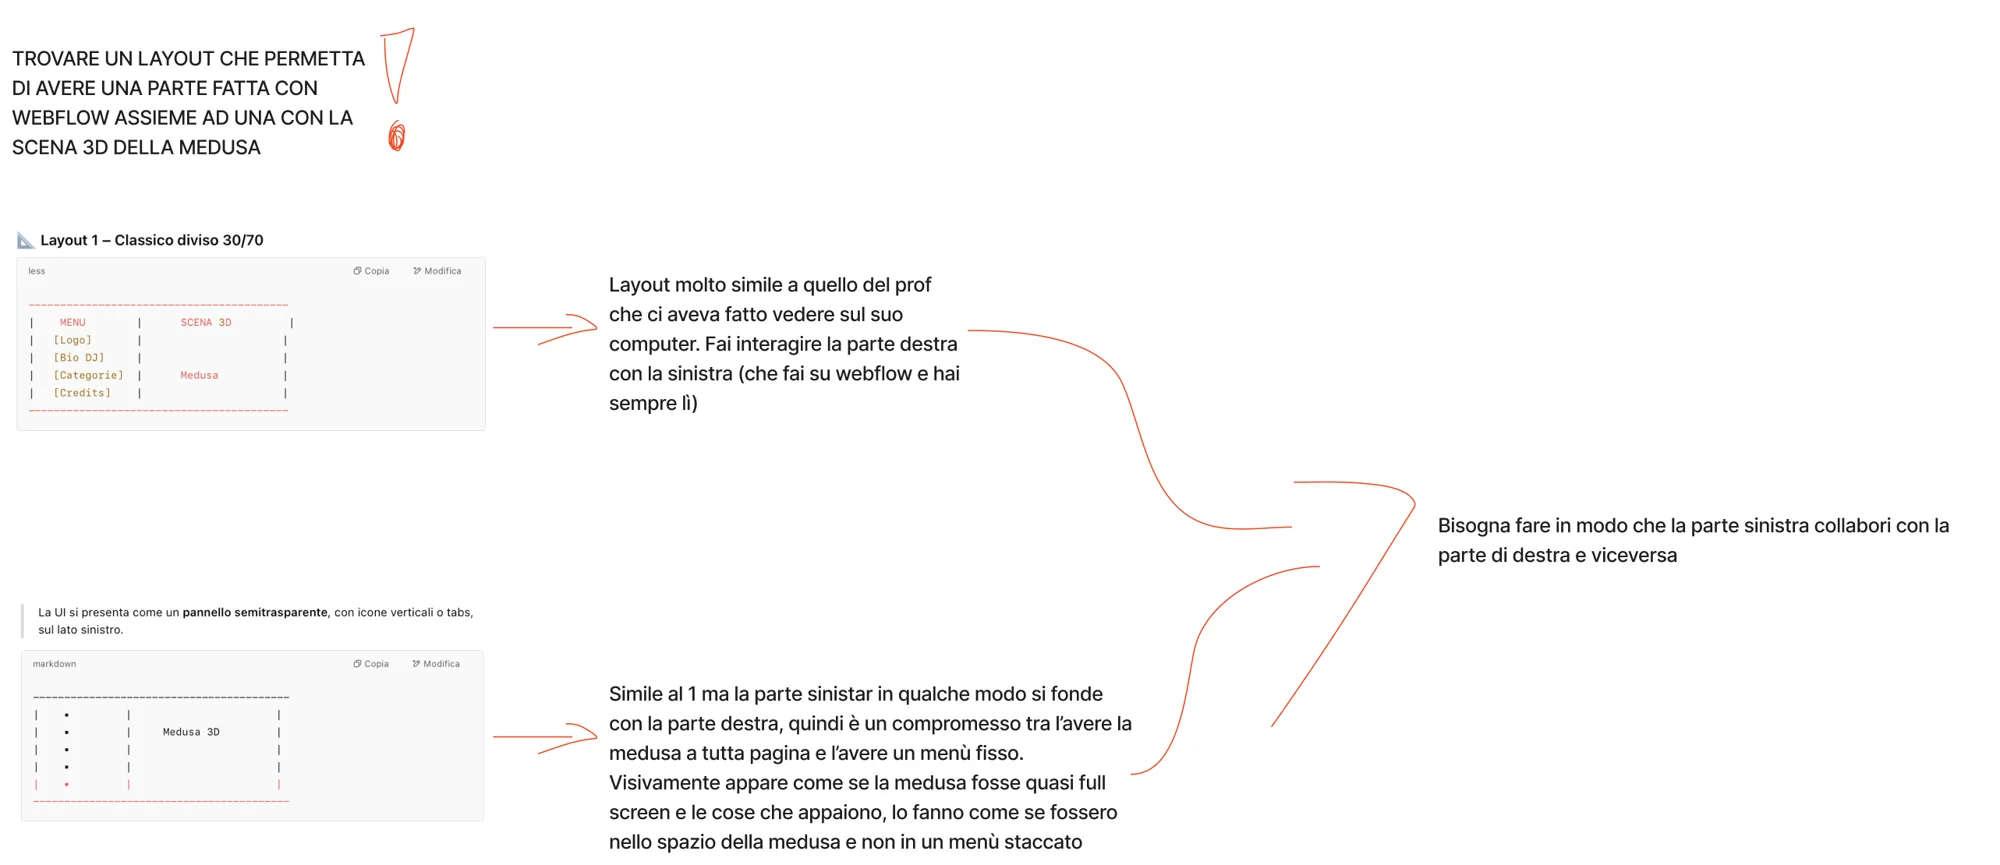 TROVARE UN LAYOUT CHE PERMETTA
DI AVERE UNA PARTE FATTA CON
WEBFLOW ASSIEME AD UNA CON LA
SCENA 3D DELLA MEDUSA
📐 Layout 1 – Classico diviso 30/70
less Copia Modifica
-----------------------------------------
| MENU | SCENA 3D |
| [Logo] | |
| [Bio DJ] | |
| [Categorie] | Medusa |
| [Credits] | |
-----------------------------------------
Layout molto simile a quello del prof
che ci aveva fatto vedere sul suo
computer. Fai interagire la parte destra
con la sinistra (che fai su webflow e hai
sempre lì)
Bisogna fare in modo che la parte sinistra collabori con la
parte di destra e viceversa
La UI si presenta come un pannello semitrasparente, con icone verticali o tabs,
sul lato sinistro.
markdown Copia Modifica
-----------------------------------------
| • | |
| • | Medusa 3D |
| • | |
| • | |
| • | |
-----------------------------------------
Simile al 1 ma la parte sinistar in qualche modo si fonde
con la parte destra, quindi è un compromesso tra l’avere la
medusa a tutta pagina e l’avere un menù fisso.
Visivamente appare come se la medusa fosse quasi full
screen e le cose che appaiono, lo fanno come se fossero
nello spazio della medusa e non in un menù staccato